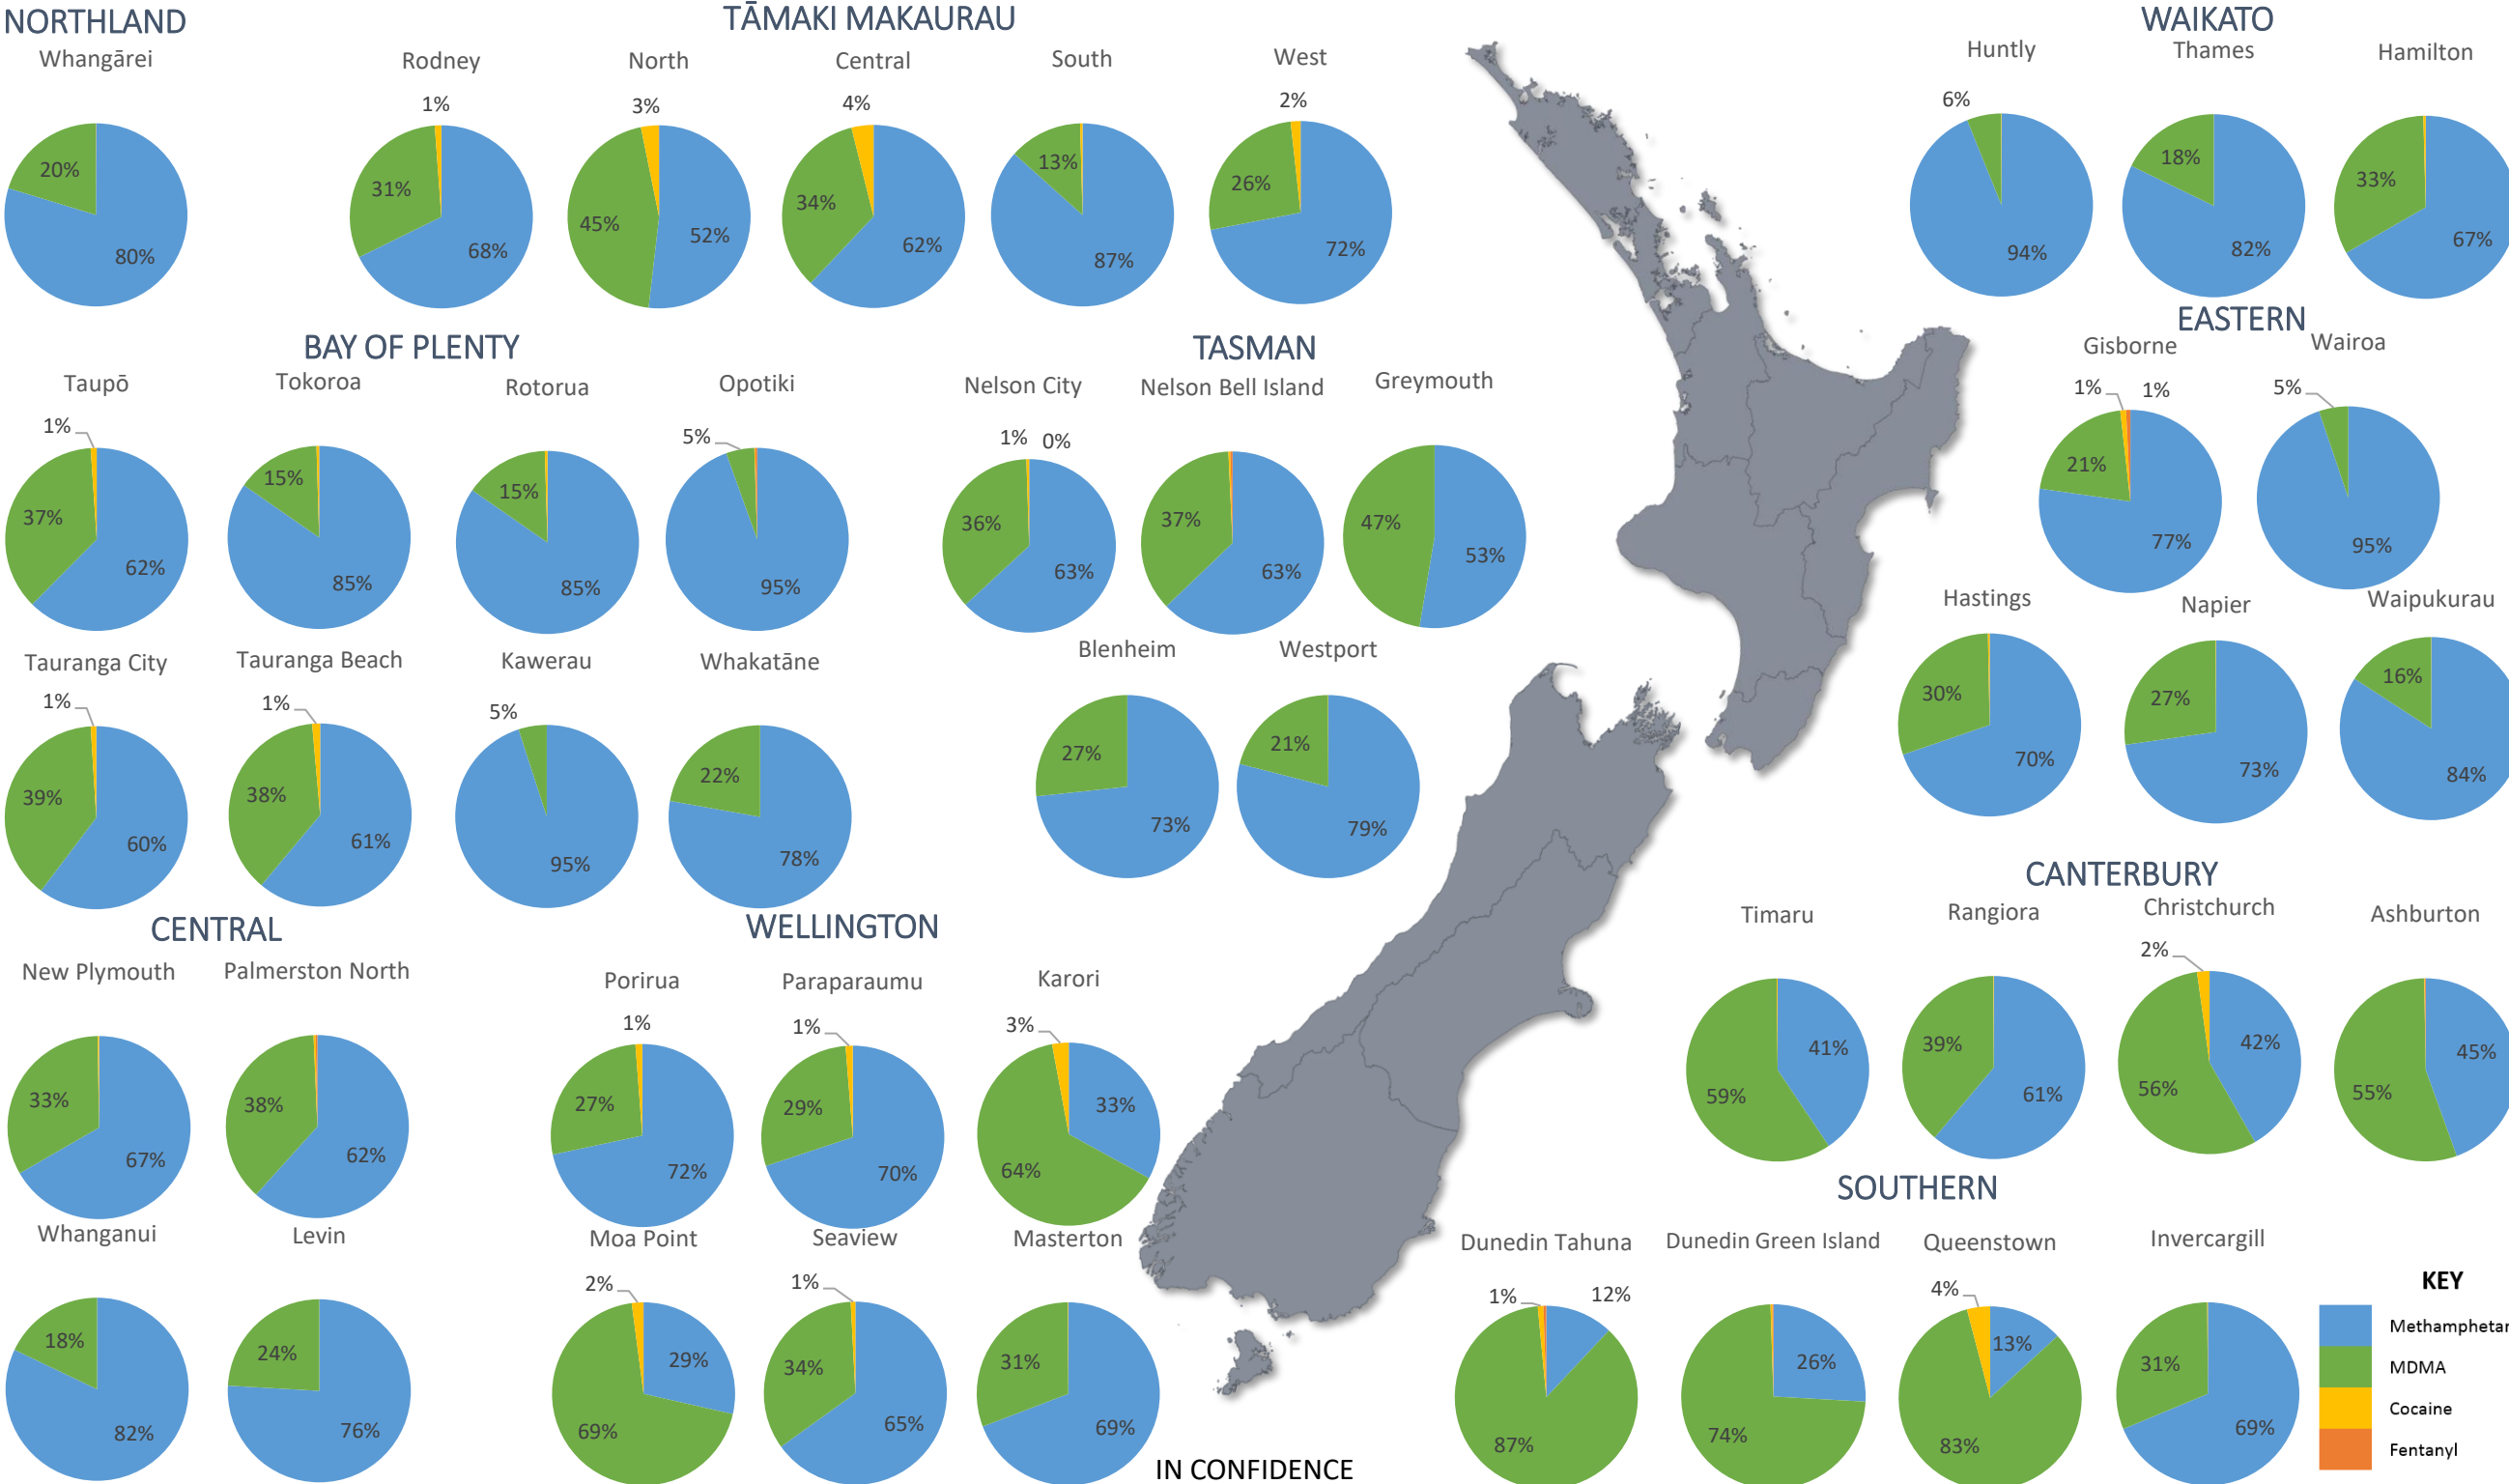 NORTHLAND
Whangārei
20%
80%
TĀMAKI MAKAURAU
Rodney
1%
31%
68%
North
3%
45%
52%
Central
4%
34%
62%
South
13%
87%
West
2%
26%
72%
WAIKATO
Huntly
6%
94%
Thames
18%
82%
Hamilton
33%
67%
BAY OF PLENTY
Taupō
1%
37%
62%
Tokoroa
15%
85%
Rotorua
15%
85%
Opotiki
5%
95%
Tauranga City
1%
39%
60%
Tauranga Beach
1%
38%
61%
Kawerau
5%
95%
Whakatāne
22%
78%
TASMAN
Nelson City
1% 0%
36%
63%
Nelson Bell Island
37%
63%
Greymouth
47%
53%
Blenheim
27%
73%
Westport
21%
79%
EASTERN
Gisborne
1% 1%
21%
77%
Wairoa
5%
95%
Hastings
30%
70%
Napier
27%
73%
Waipukurau
16%
84%
CENTRAL
New Plymouth
33%
67%
Palmerston North
38%
62%
Whanganui
18%
82%
Levin
24%
76%
WELLINGTON
Porirua
1%
27%
72%
Paraparaumu
1%
29%
70%
Karori
3%
33%
64%
Moa Point
2%
29%
69%
Seaview
1%
34%
65%
Masterton
31%
69%
CANTERBURY
Timaru
41%
59%
Rangiora
39%
61%
Christchurch
2%
42%
56%
Ashburton
45%
55%
SOUTHERN
Dunedin Tahuna
1% 12%
87%
Dunedin Green Island
26%
74%
Queenstown
4%
13%
83%
Invercargill
31%
69%
KEY
Methamphetar
MDMA
Cocaine
Fentanyl
IN CONFIDENCE